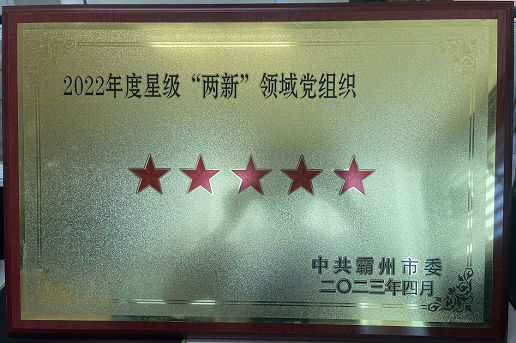 2022年度星级“两新”领域党组织
中共霸州市委
二〇二三年四月